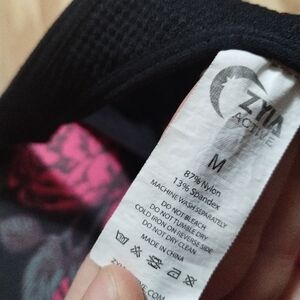 ZYIA
ACTIVE
M
87% Nylon
13% Spandex
MACHINE WASH SEPARATELY
DO NOT BLEACH
DO NOT TUMBLE DRY
COLD IRON ON REVERSE SIDE
DO NOT DRY CLEAN
MADE IN CHINA